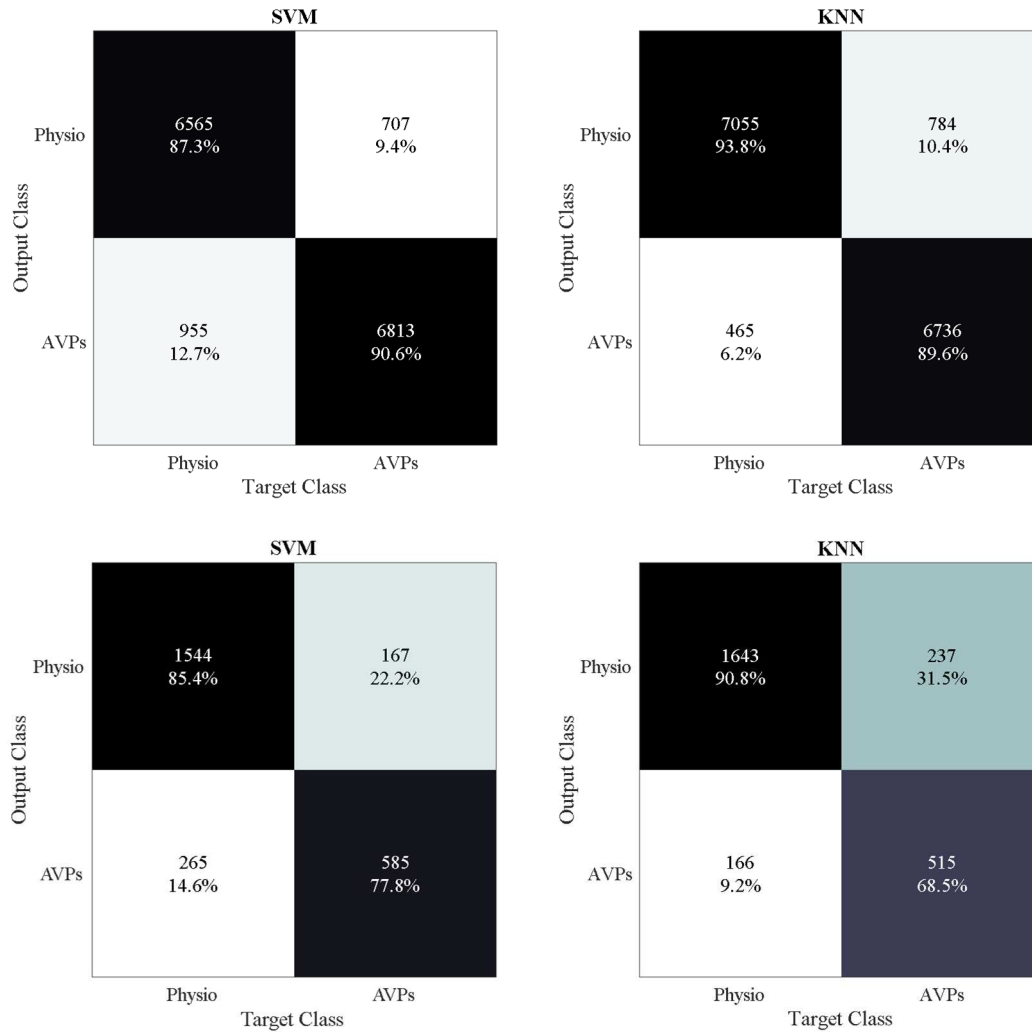 SVM
Output Class
Physio
6565
87.3%
707
9.4%
AVPs
955
12.7%
6813
90.6%
Physio
AVPs
Target Class
KNN
Output Class
Physio
7055
93.8%
784
10.4%
AVPs
465
6.2%
6736
89.6%
Physio
AVPs
Target Class
SVM
Output Class
Physio
1544
85.4%
167
22.2%
AVPs
265
14.6%
585
77.8%
Physio
AVPs
Target Class
KNN
Output Class
Physio
1643
90.8%
237
31.5%
AVPs
166
9.2%
515
68.5%
Physio
AVPs
Target Class